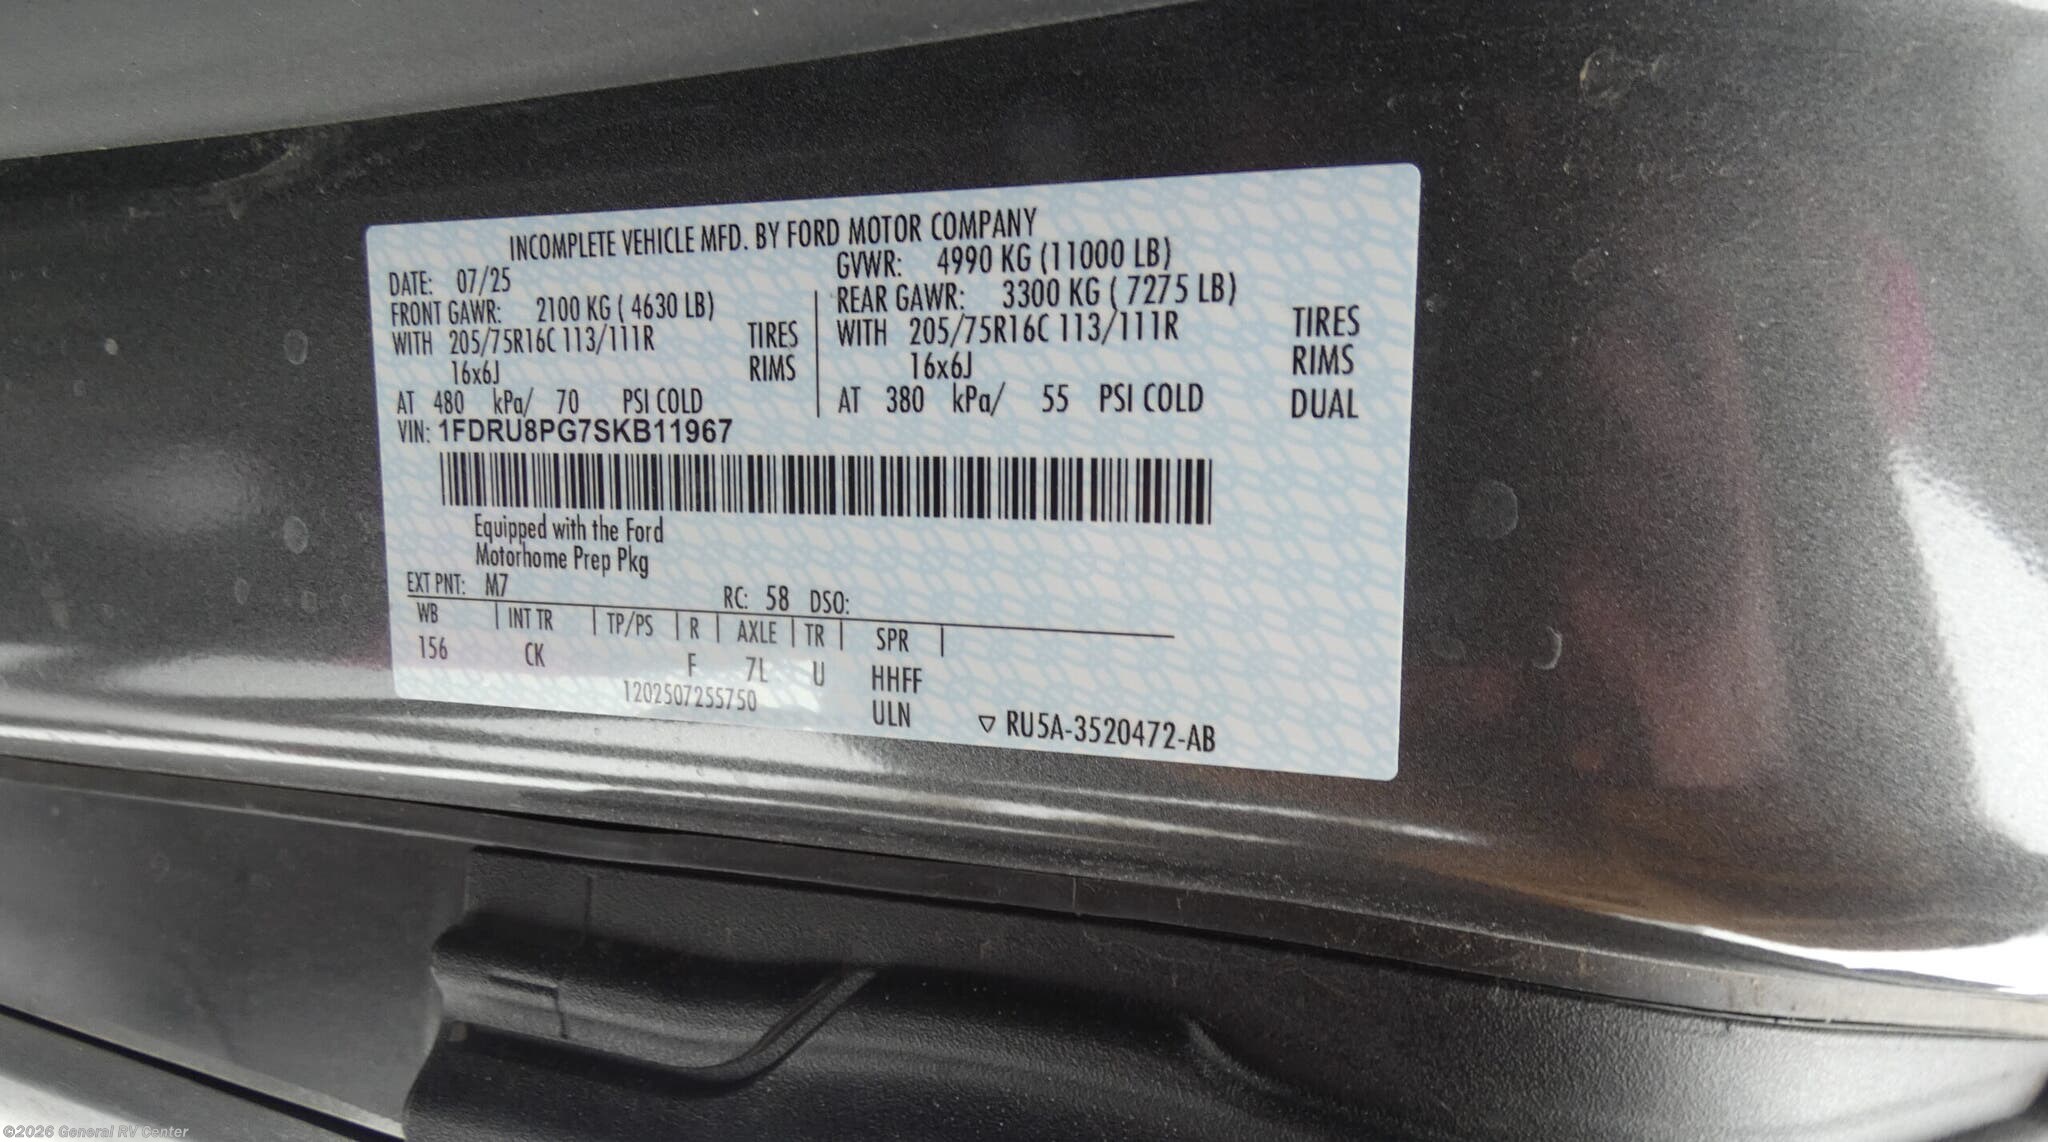 INCOMPLETE VEHICLE MFD. BY FORD MOTOR COMPANY
DATE: 07/25
GVWR: 4990 KG (11000 LB)
FRONT GAWR: 2100 KG ( 4630 LB)
REAR GAWR: 3300 KG ( 7275 LB)
WITH 205/75R16C 113/111R TIRES
WITH 205/75R16C 113/111R TIRES
16x6J RIMS
16x6J RIMS
AT 480 kPa/ 70 PSI COLD
AT 380 kPa/ 55 PSI COLD DUAL
VIN: 1FDRU8PG7SKB11967
Equipped with the Ford
Motorhome Prep Pkg
EXT PNT: M7 RC: 58 DSO:
WB | INT TR | TP/PS | R | AXLE | TR | SPR |
156 CK F 7L U HHFF
1202507255750 ULN ▽ RU5A-3520472-AB
©2026 General RV Center